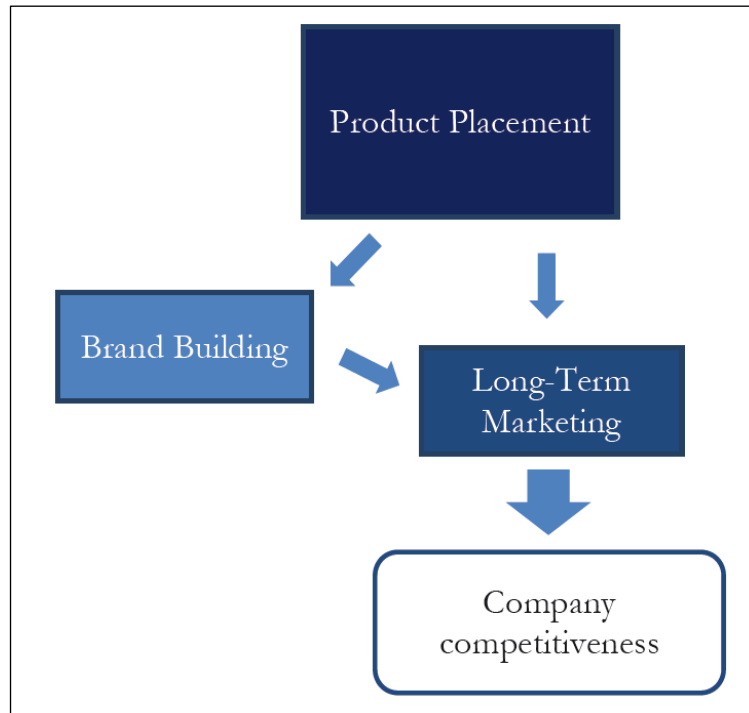 Product Placement
Brand Building
Long-Term
Marketing
Company
competitiveness